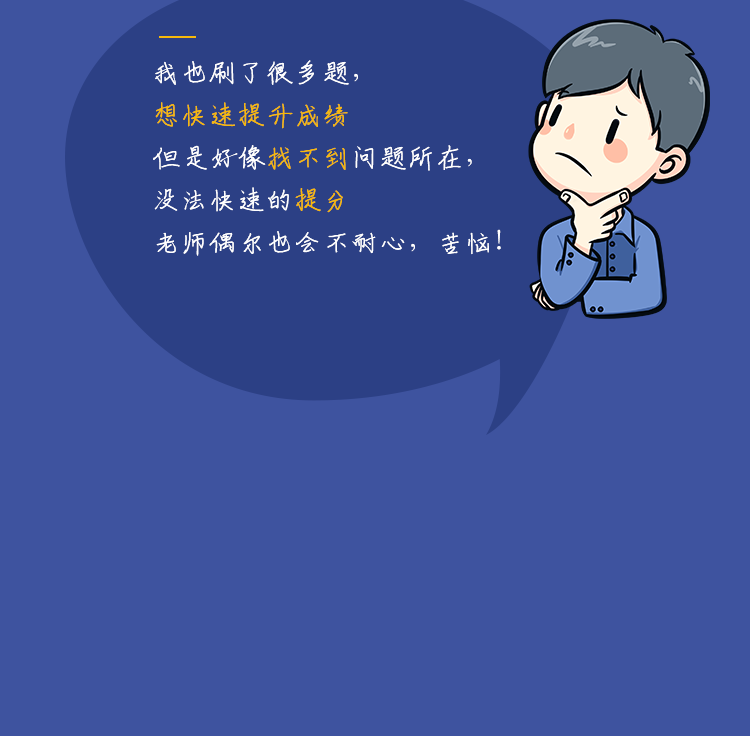 我也刷了很多题，
想快速提升成绩
但是好像找不到问题所在，
没法快速的提分
老师偶尔也会不耐心，苦恼！